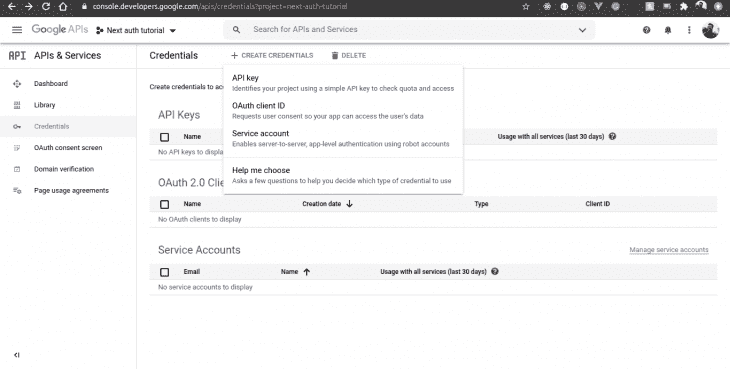 console.developers.google.com/apis/credentials?project=next-auth-tutorial
Google APIs
Next auth tutorial
Search for APIs and Services
API APIs & Services
Credentials
+ CREATE CREDENTIALS
DELETE
Dashboard
Library
Credentials
OAuth consent screen
Domain verification
Page usage agreements
Create credentials to acc
API key
Identifies your project using a simple API key to check quota and access
OAuth client ID
Requests user consent so your app can access the user's data
Service account
Enables server-to-server, app-level authentication using robot accounts
Help me choose
Asks a few questions to help you decide which type of credential to use
API Keys
Name
Usage with all services (last 30 days)
No API keys to displa
OAuth 2.0 Clie
Name
Creation date
Type
Client ID
No OAuth clients to display
Service Accounts
Manage service accounts
Email
Name
Usage with all services (last 30 days)
No service accounts to display